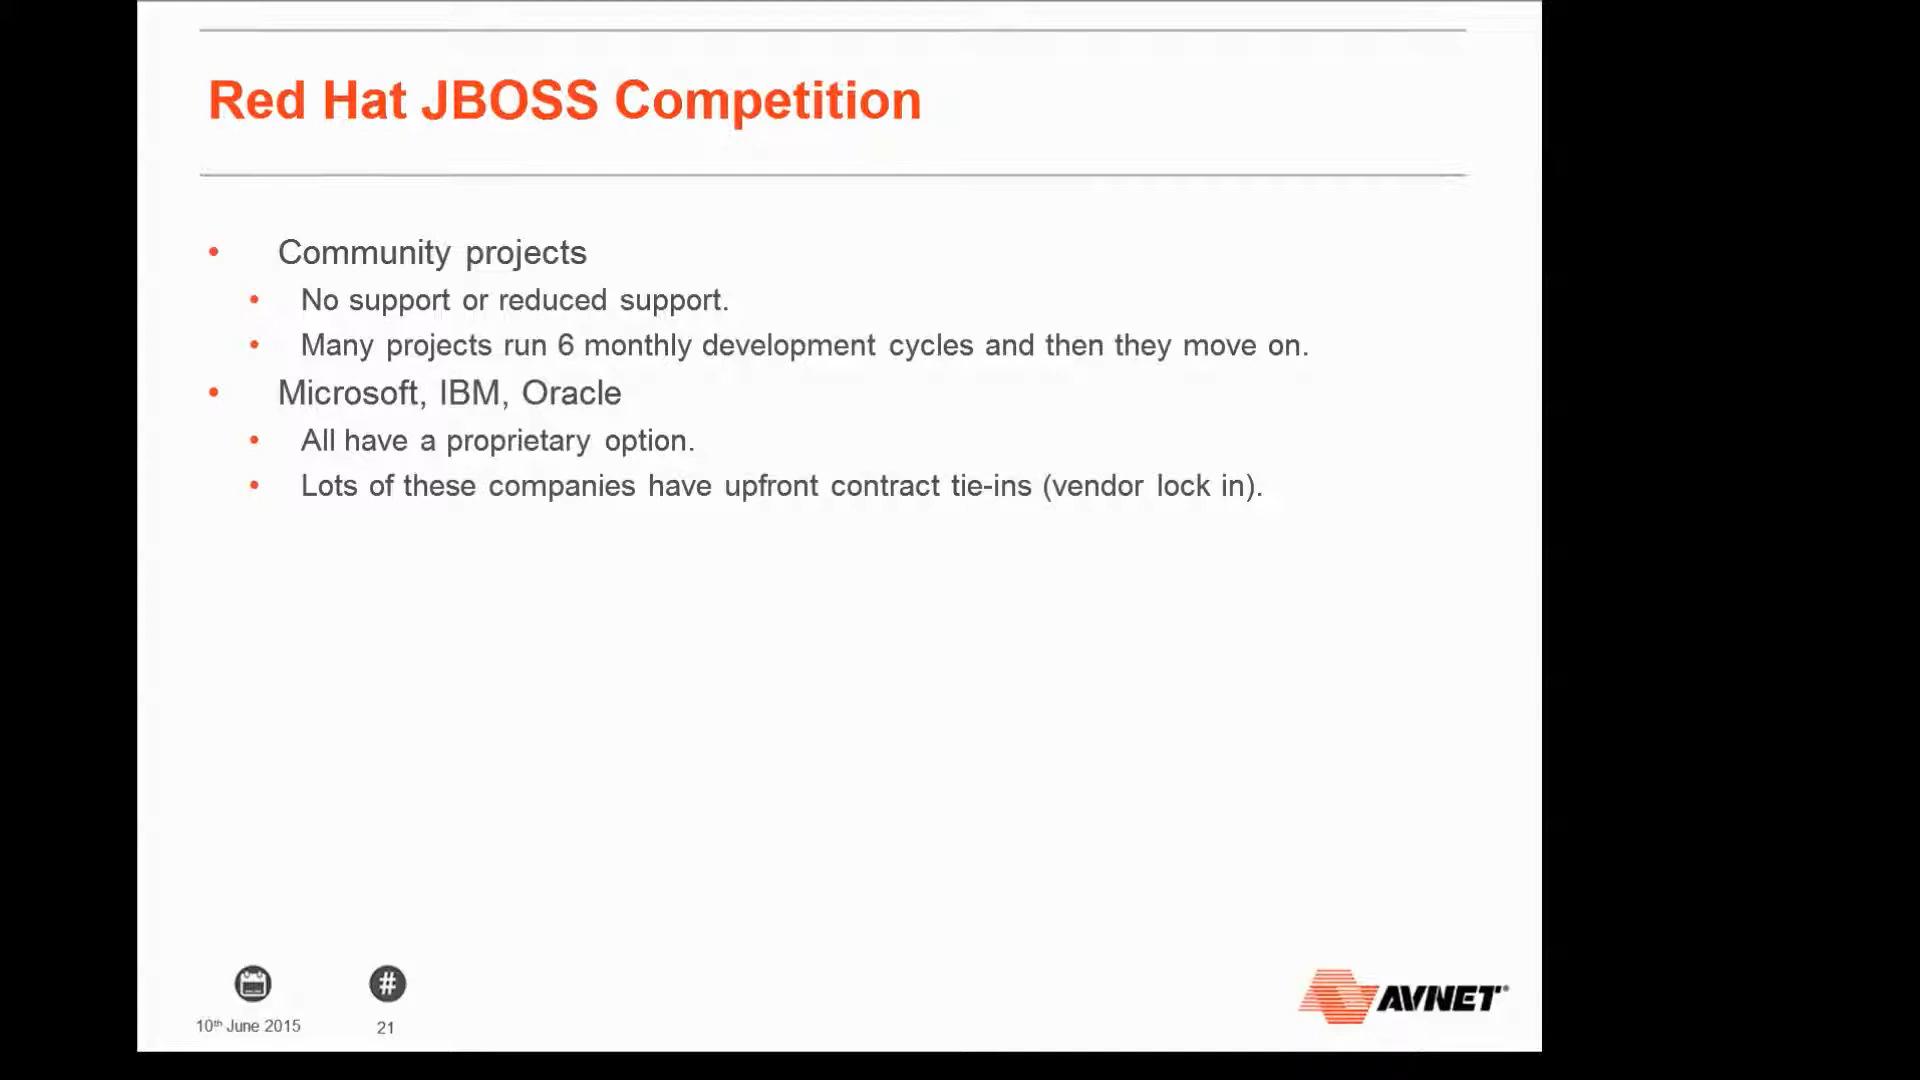 Red Hat JBOSS Competition
• Community projects
• No support or reduced support.
• Many projects run 6 monthly development cycles and then they move on.
• Microsoft, IBM, Oracle
• All have a proprietary option.
• Lots of these companies have upfront contract tie-ins (vendor lock in).
#
10th June 2015
21
AVNET®